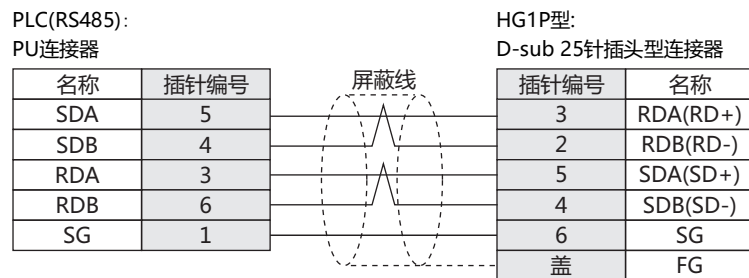 PLC(RS485)： HG1P型:
PU连接器 D-sub 25针插头型连接器
名称 插针编号 屏蔽线 插针编号 名称
SDA 5 3 RDA(RD+)
SDB 4 2 RDB(RD-)
RDA 3 5 SDA(SD+)
RDB 6 4 SDB(SD-)
SG 1 6 SG
盖 FG